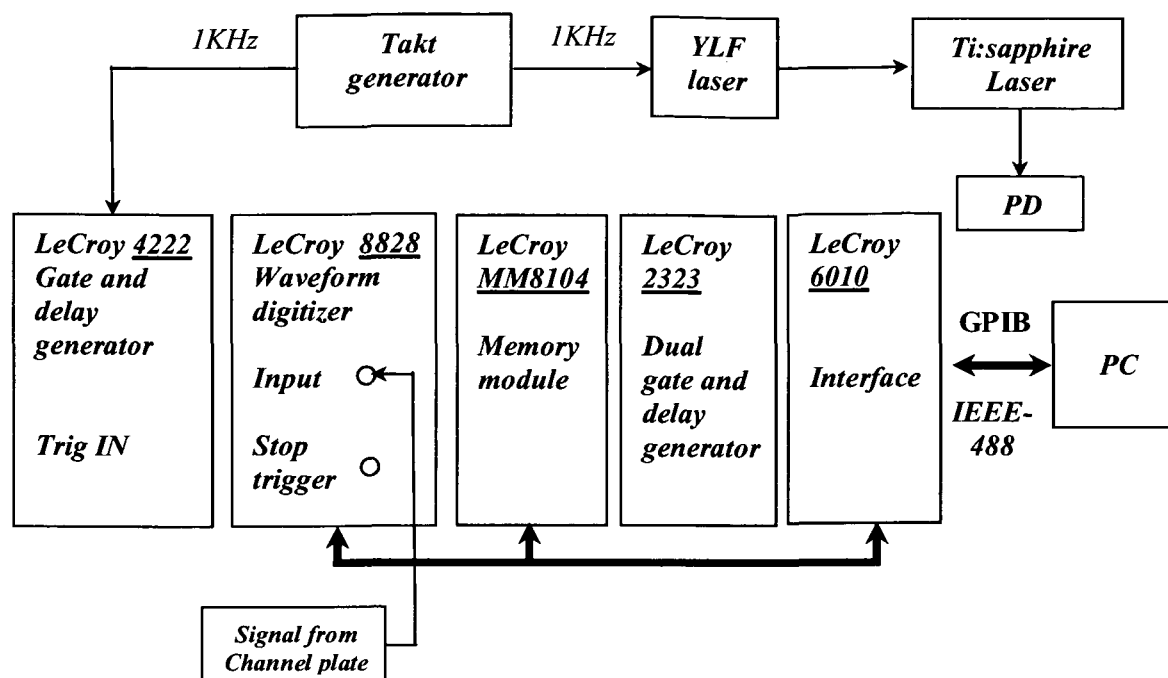 1KHz
Takt
generator
1KHz
YLF
laser
Ti:sapphire
Laser
PD
LeCroy 4222
Gate and
delay
generator
Trig IN
LeCroy 8828
Waveform
digitizer
Input
Stop
trigger
LeCroy
MM8104
Memory
module
LeCroy
2323
Dual
gate and
delay
generator
LeCroy
6010
Interface
GPIB
IEEE-
488
PC
Signal from
Channel plate